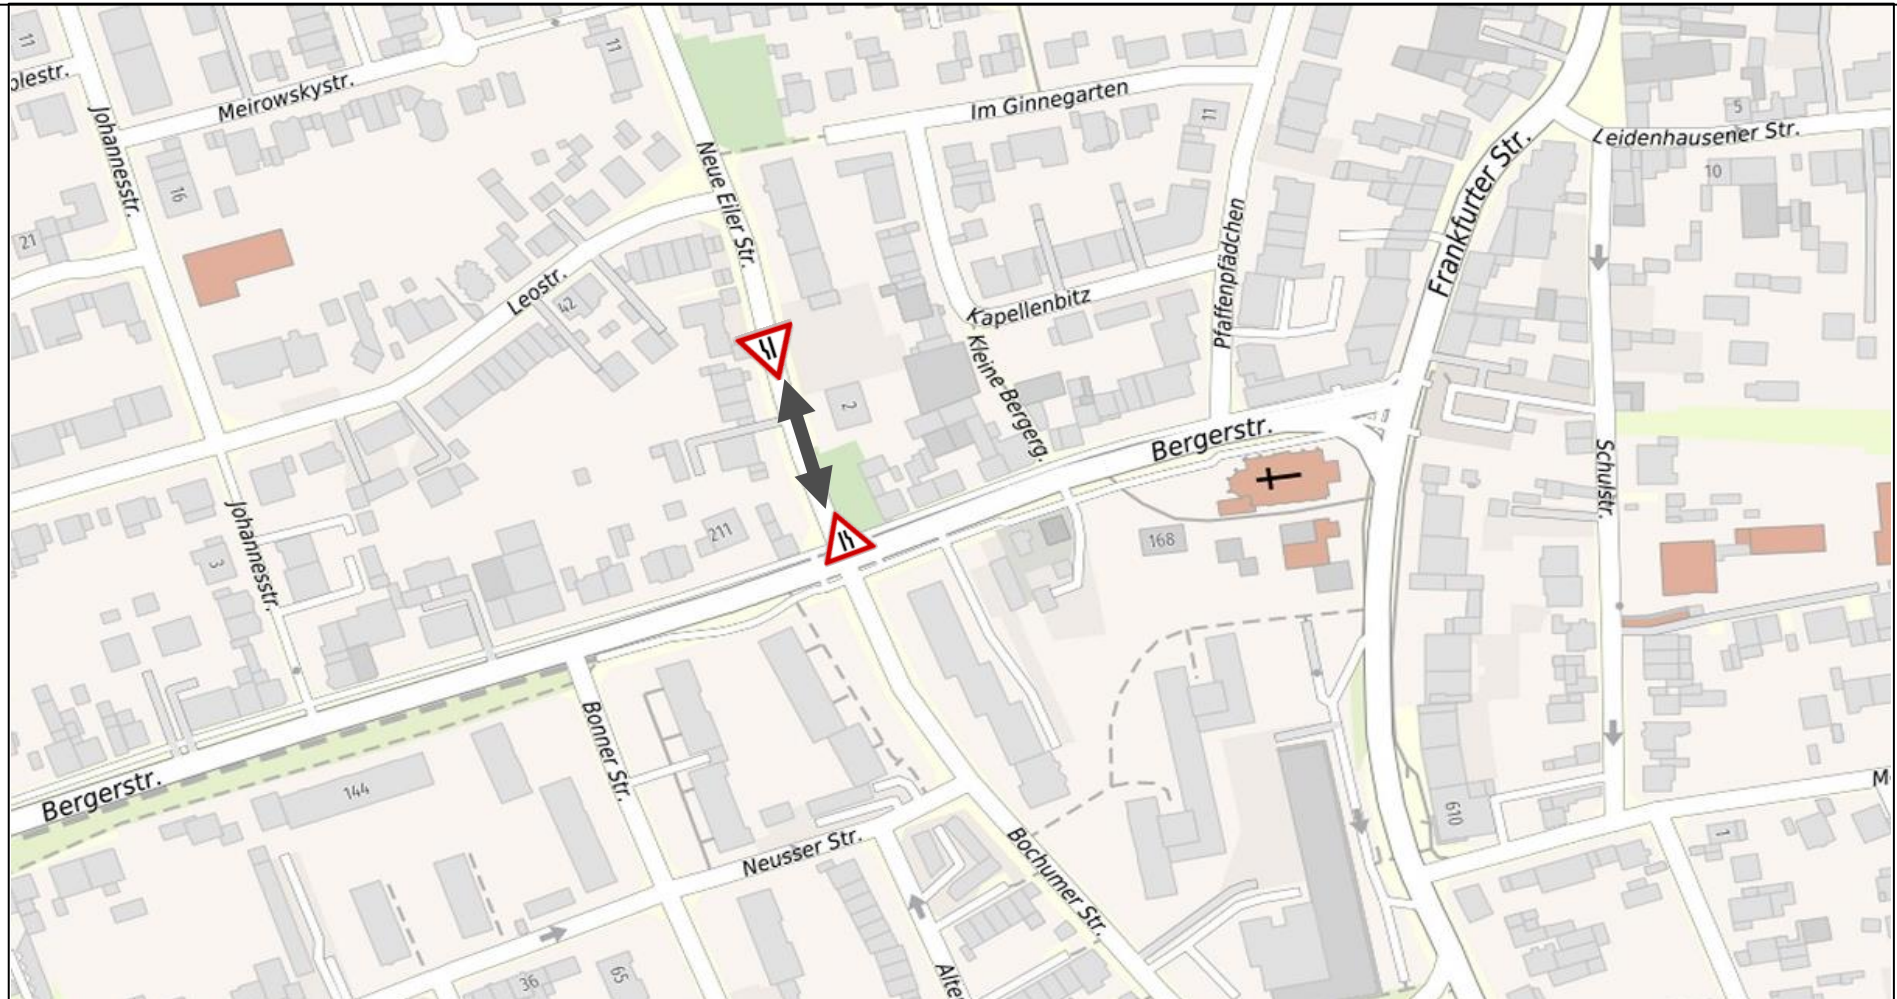 11
olestr.
Meirowskystr.
11
Johannesstr.
16
21
Leostr.
42
Neue Eiler Str.
Im Ginnegarten
11
Kapellenbitz
Kleine Bergerg.
Pfaffenpfädchen
Frankfurter Str.
5
Leidenhausener Str.
10
Schulstr.
2
Bergerstr.
211
168
3
Johannesstr.
Bonner Str.
Bergerstr.
144
Neusser Str.
Bochumer Str.
610
1
M
36
65
Alte